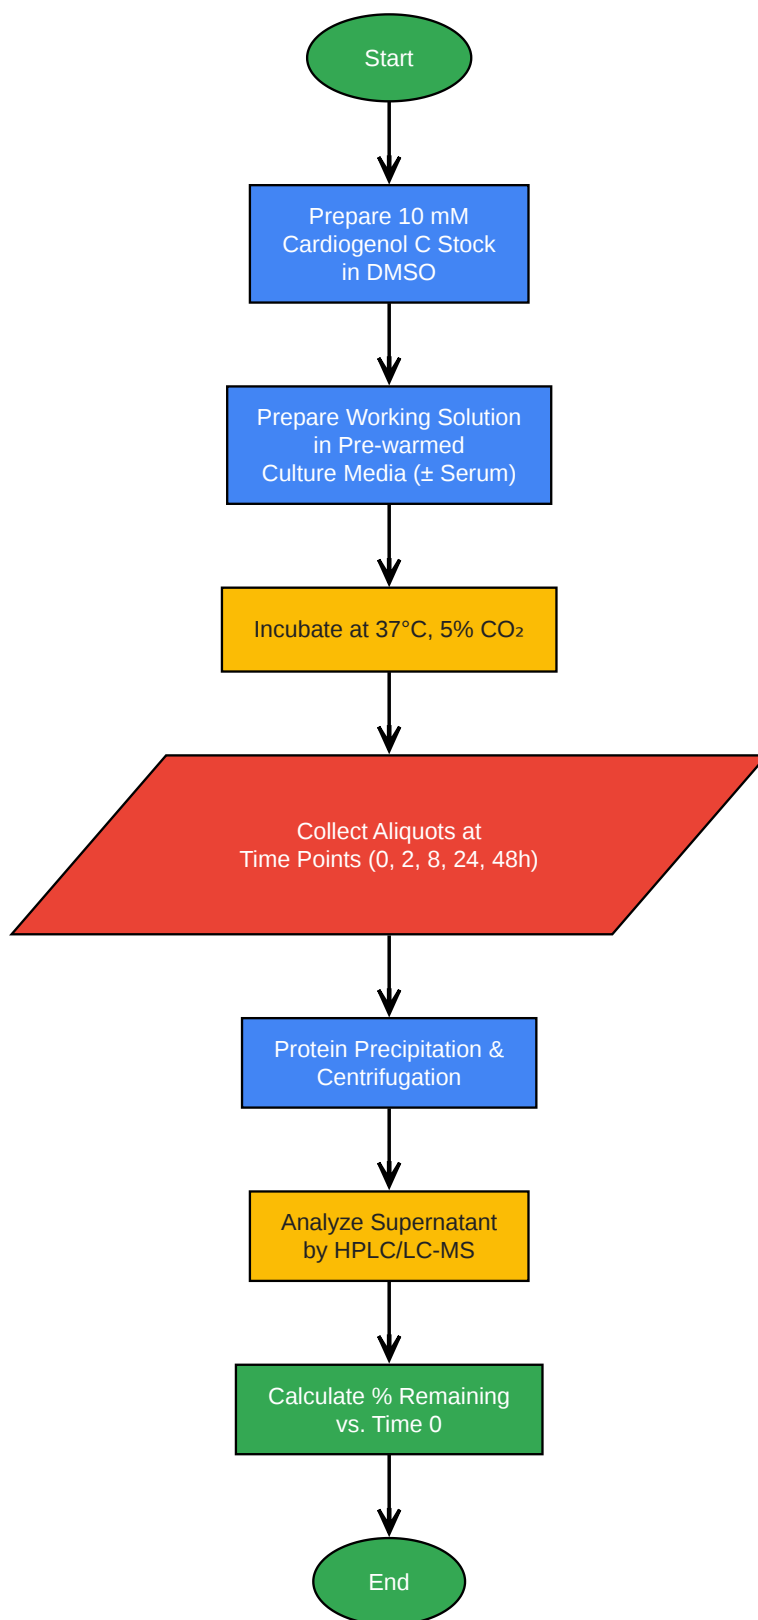 Start
Prepare 10 mM
Cardiogenol C Stock
in DMSO
Prepare Working Solution
in Pre-warmed
Culture Media (± Serum)
Incubate at 37°C, 5% CO₂
Collect Aliquots at
Time Points (0, 2, 8, 24, 48h)
Protein Precipitation &
Centrifugation
Analyze Supernatant
by HPLC/LC-MS
Calculate % Remaining
vs. Time 0
End